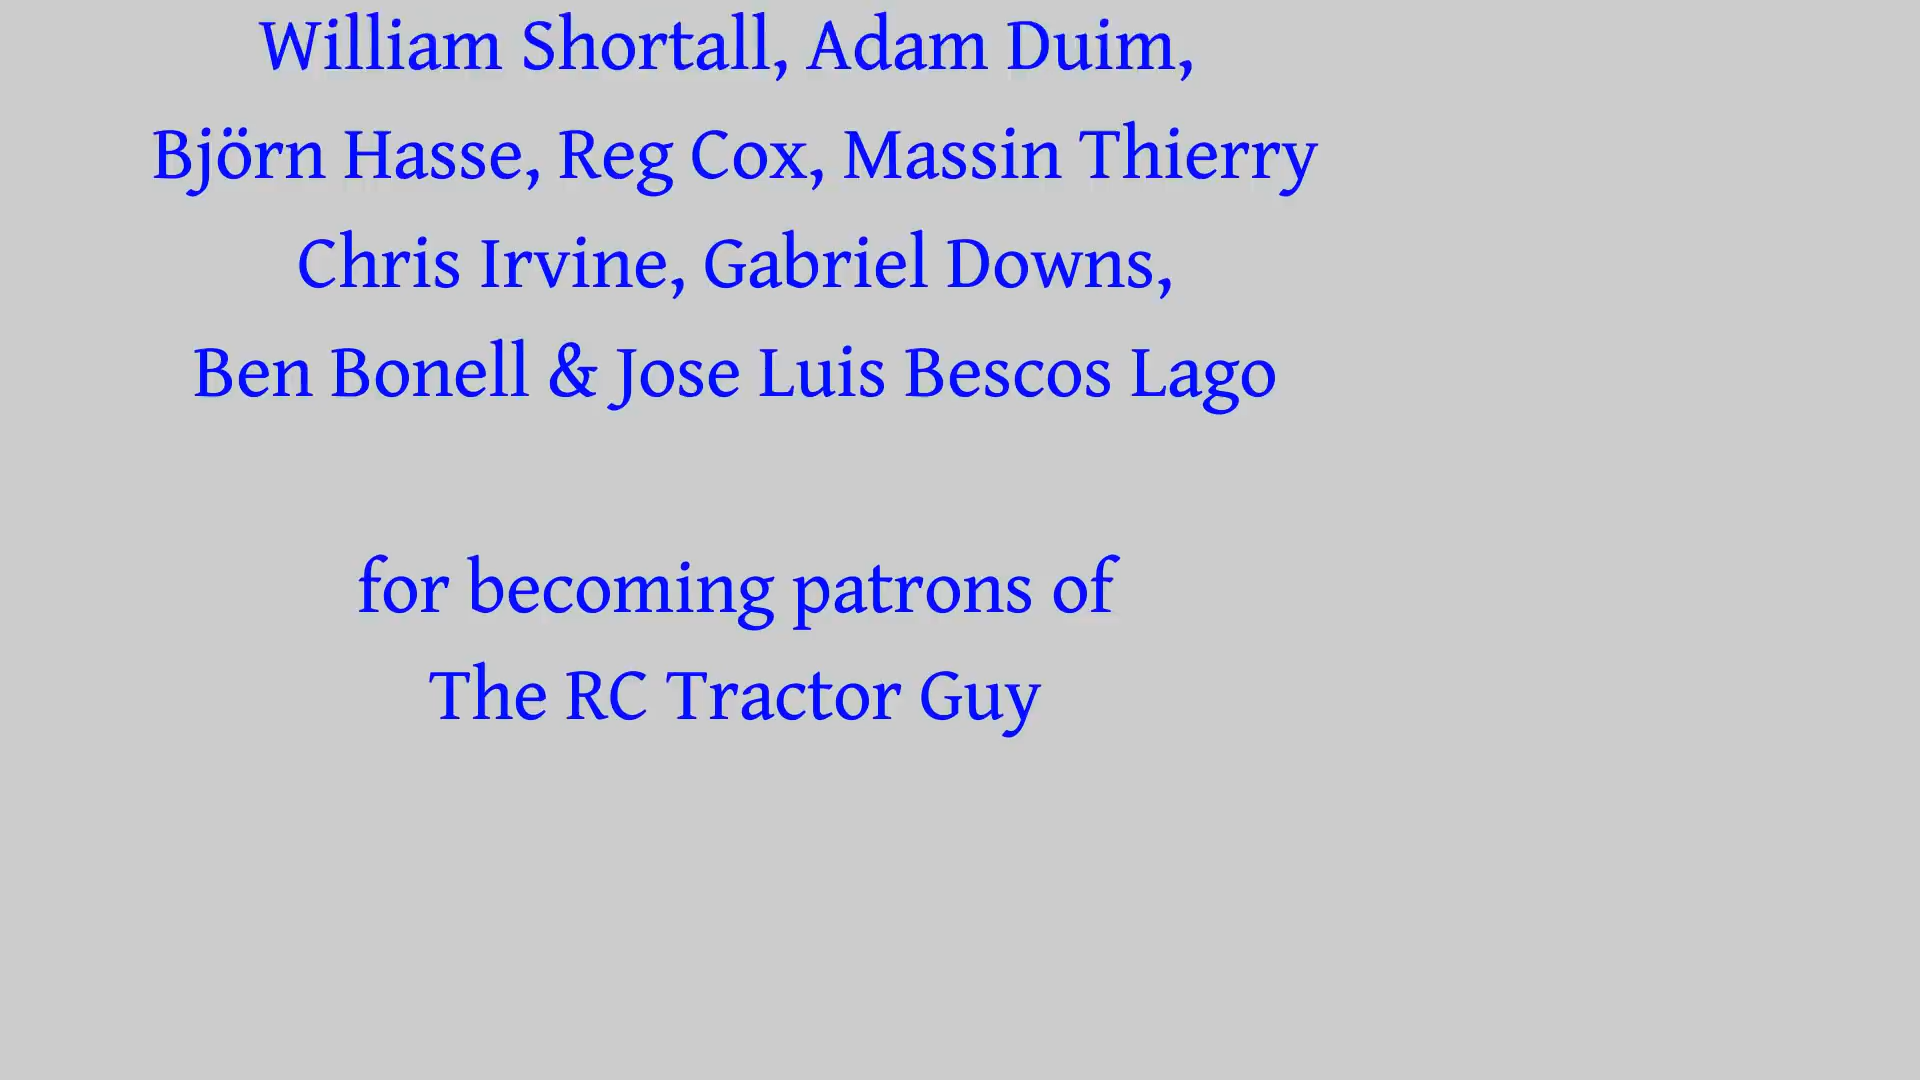 William Shortall, Adam Duim,
Björn Hasse, Reg Cox, Massin Thierry
Chris Irvine, Gabriel Downs,
Ben Bonell & Jose Luis Bescos Lago
for becoming patrons of
The RC Tractor Guy